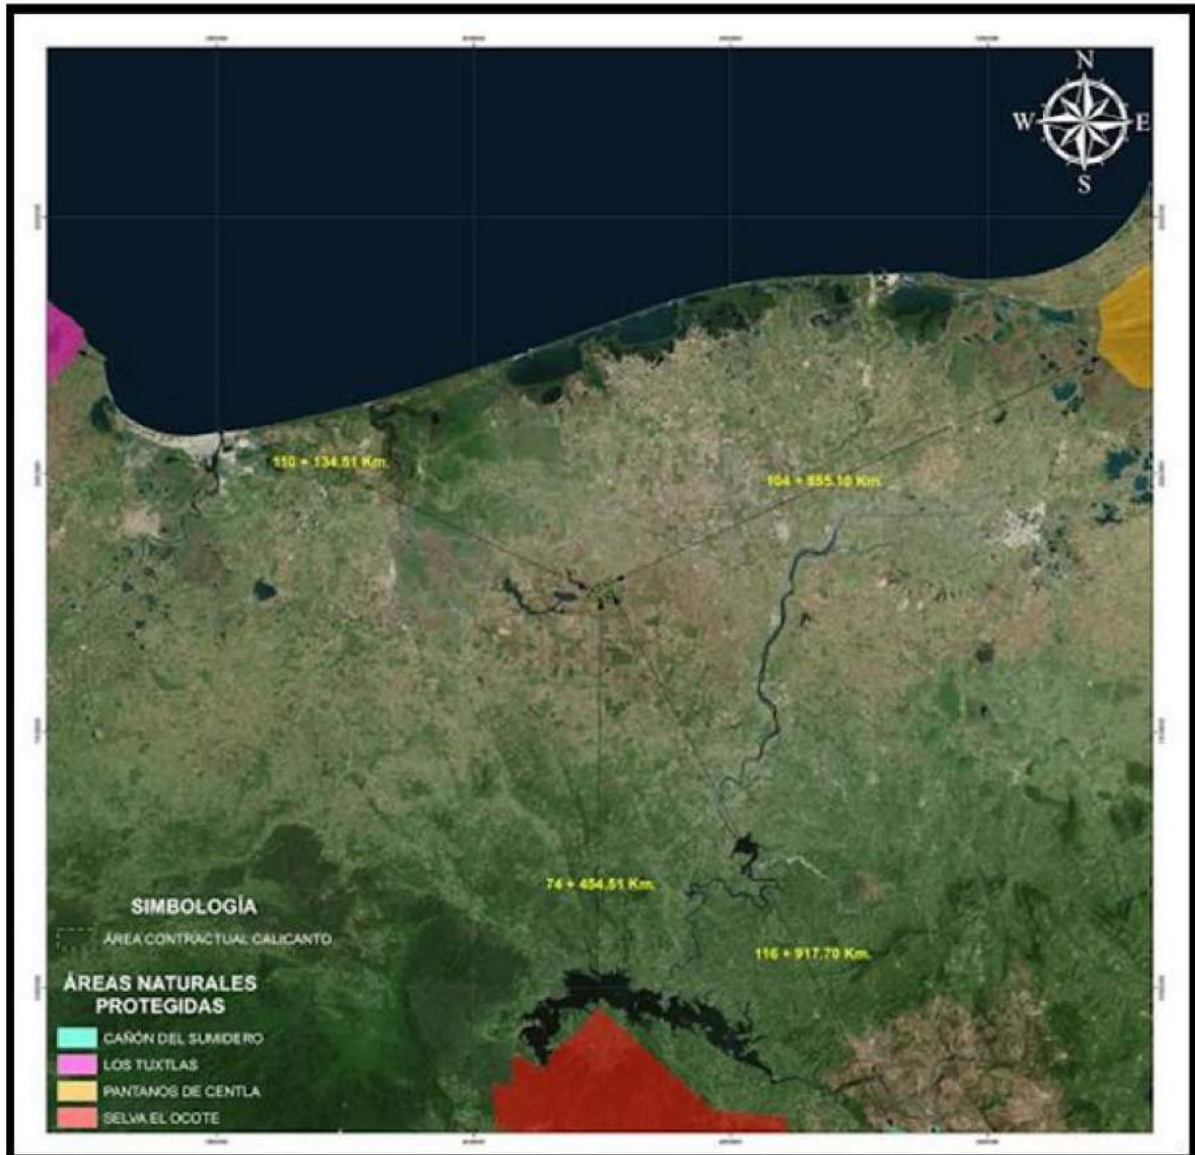 N
W E
S
110 + 134.51 Km.
104 + 855.10 Km.
74 + 454.51 Km.
116 + 917.70 Km.
SIMBOLOGÍA
ÁREA CONTRACTUAL CALICANTO
ÁREAS NATURALES
PROTEGIDAS
CAÑÓN DEL SUMIDERO
LOS TUXTLAS
PANTANOS DE CENTLA
SELVA EL OCOTE